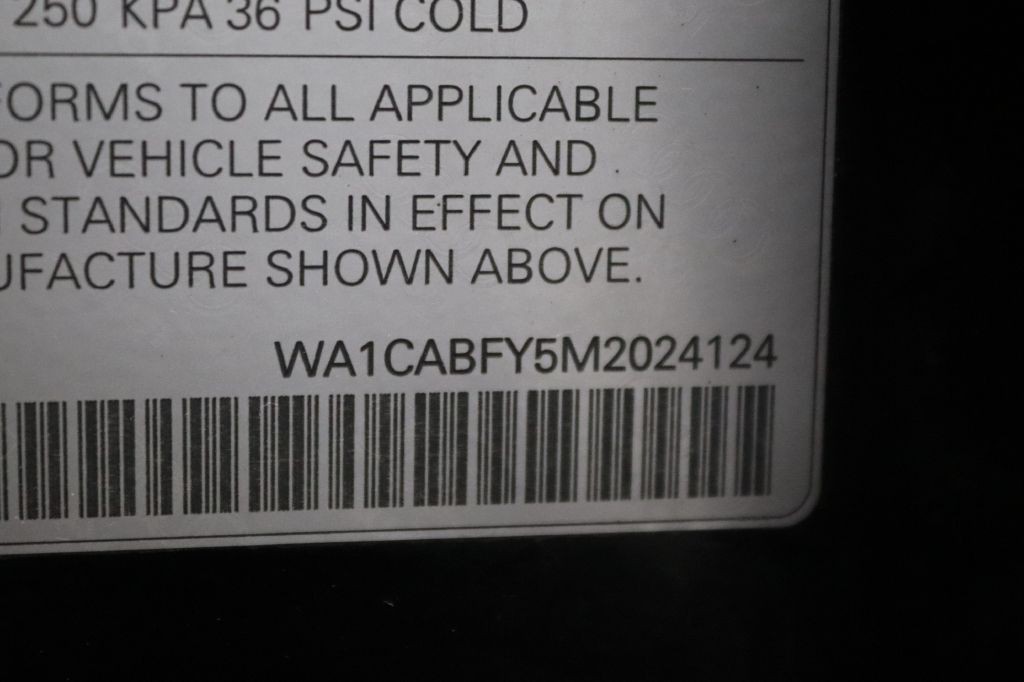 250 KPA 36 PSI COLD
FORMS TO ALL APPLICABLE
OR VEHICLE SAFETY AND
STANDARDS IN EFFECT ON
UFACTURE SHOWN ABOVE.
WA1CABFY5M2024124